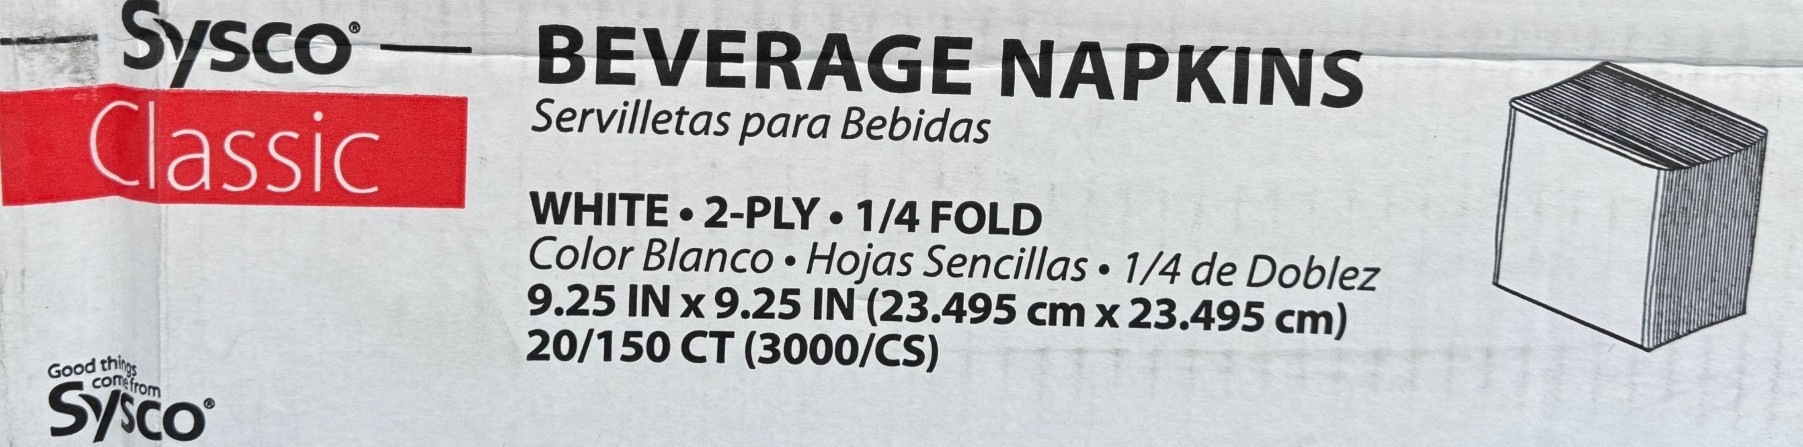 Sysco®
Classic
BEVERAGE NAPKINS
Servilletas para Bebidas
WHITE • 2-PLY • 1/4 FOLD
Color Blanco • Hojas Sencillas • 1/4 de Doblez
9.25 IN x 9.25 IN (23.495 cm x 23.495 cm)
20/150 CT (3000/CS)
Good things
come from
Sysco®